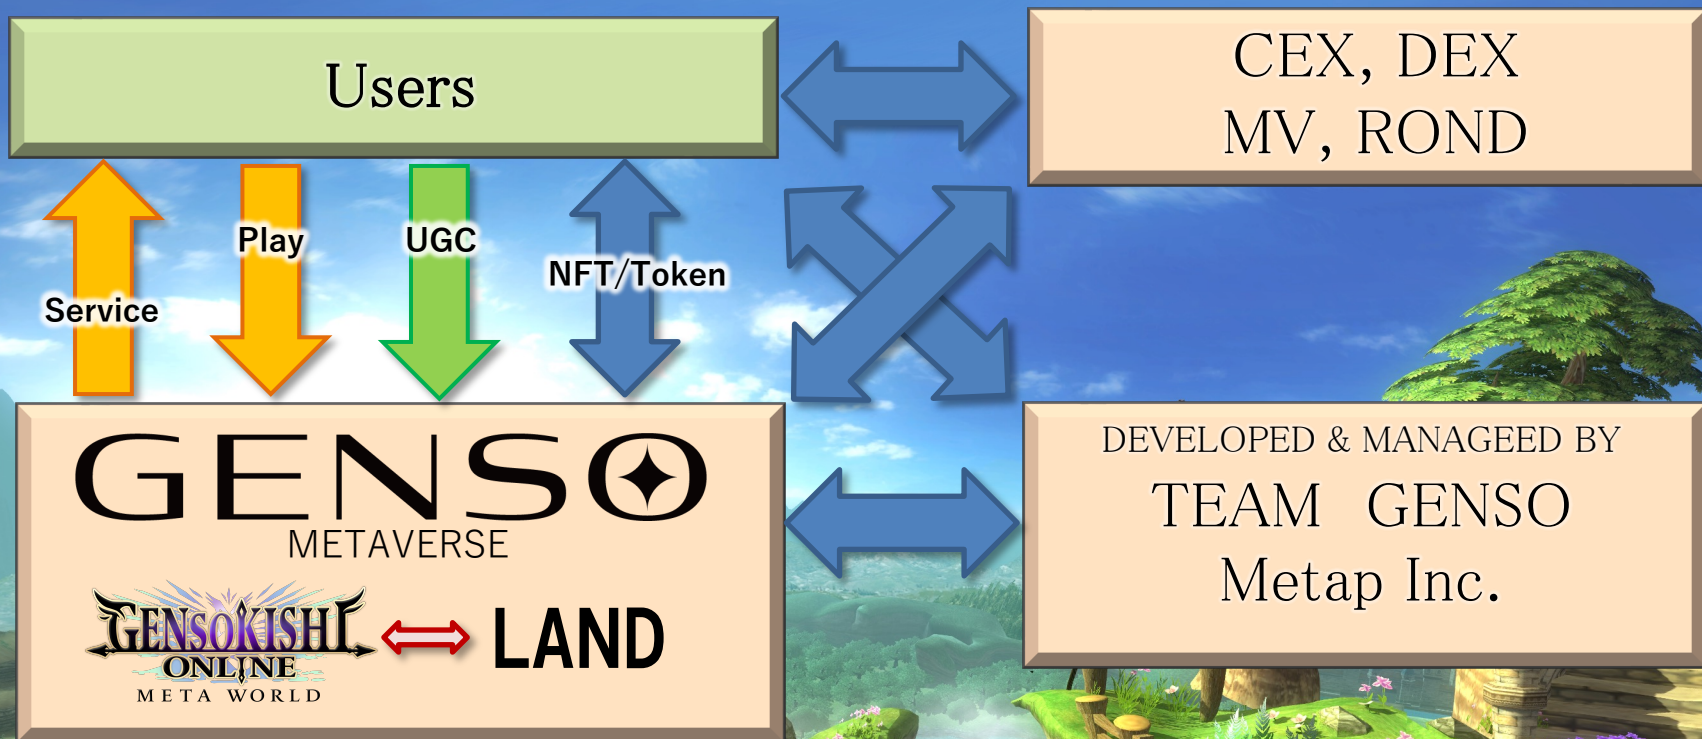 Users
CEX, DEX
MV, ROND
Service
Play
UGC
NFT/Token
GENSO
METAVERSE
GENSOKISHI
ONLINE
META WORLD
LAND
DEVELOPED & MANAGEED BY
TEAM GENSO
Metap Inc.